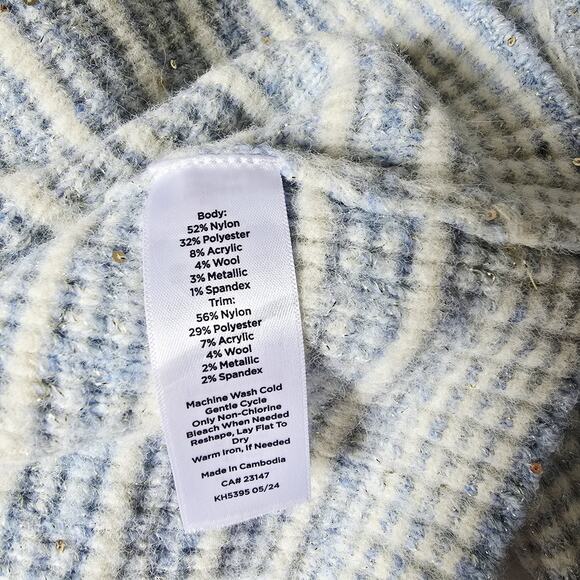 Body:
52% Nylon
32% Polyester
8% Acrylic
4% Wool
3% Metallic
1% Spandex
Trim:
56% Nylon
29% Polyester
7% Acrylic
4% Wool
2% Metallic
2% Spandex
Machine Wash Cold
Gentle Cycle
Only Non-Chlorine
Bleach When Needed
Reshape, Lay Flat To
Dry
Warm Iron, If Needed
Made In Cambodia
CA# 23147
KH5395 05/24